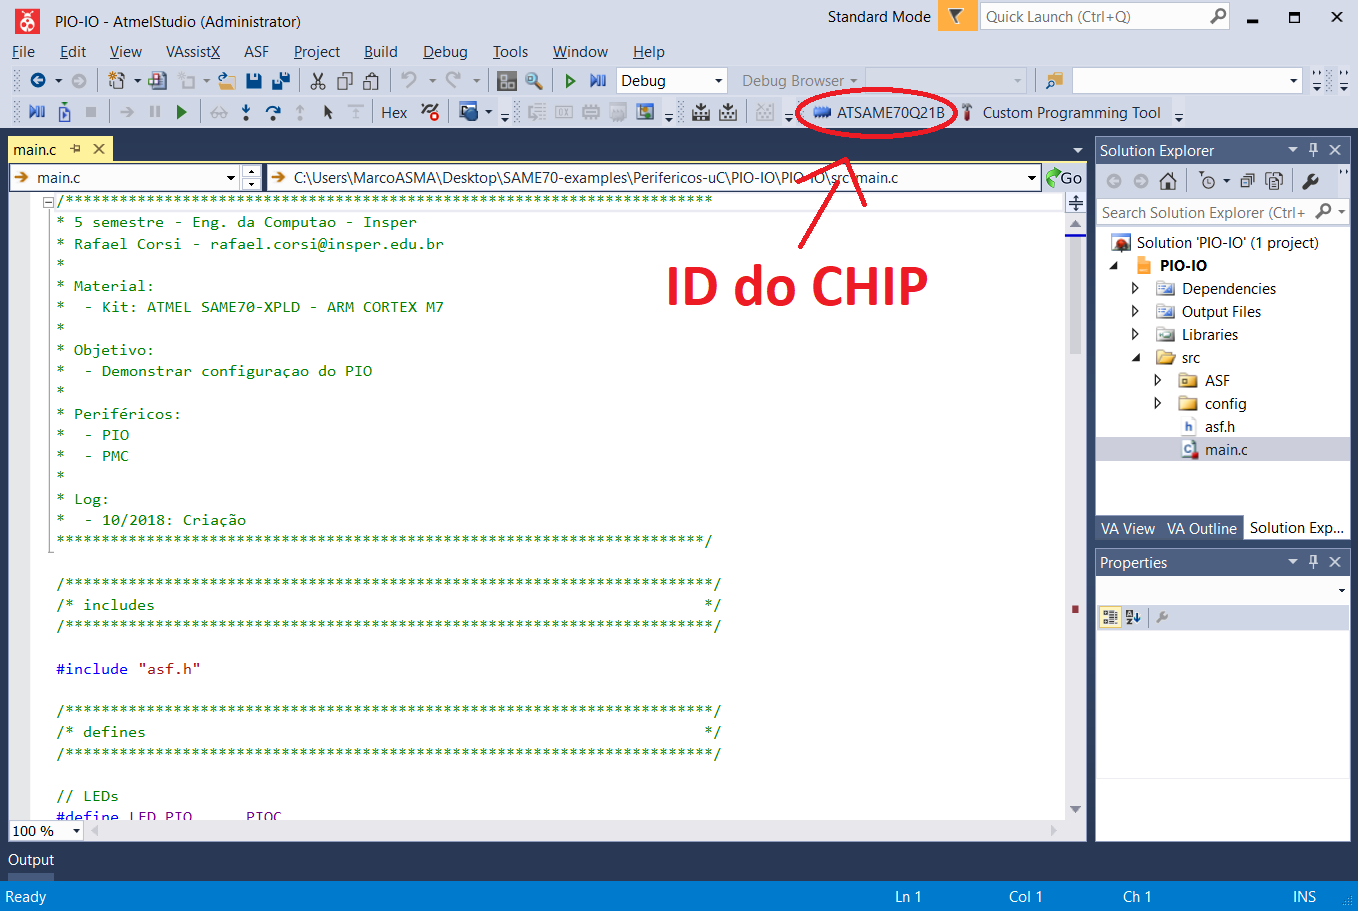 PIO-IO - AtmelStudio (Administrator)
Standard Mode
Quick Launch (Ctrl+Q)
File Edit View VAssistX ASF Project Build Debug Tools Window Help
Debug Debug Browser
Hex ATSAME70Q21B Custom Programming Tool
main.c
main.c C:\Users\MarcoASMA\Desktop\SAME70-examples\Perifericos-uC\PIO-IO\PIO-IO\src\main.c Go
ID do CHIP
/************************************************************************
* 5 semestre - Eng. da Computao - Insper
* Rafael Corsi - rafael.corsi@insper.edu.br
*
* Material:
*  - Kit: ATMEL SAME70-XPLD - ARM CORTEX M7
*
* Objetivo:
*  - Demonstrar configuraçao do PIO
*
* Periféricos:
*  - PIO
*  - PMC
*
* Log:
*  - 10/2018: Criação
************************************************************************/
/************************************************************************/
/* includes                                                             */
/************************************************************************/
#include "asf.h"
/************************************************************************/
/* defines                                                              */
/************************************************************************/
// LEDs
#define LED_PIO      PIOC
100 %
Solution Explorer
Search Solution Explorer (Ctrl+
Solution 'PIO-IO' (1 project)
PIO-IO
Dependencies
Output Files
Libraries
src
ASF
config
asf.h
main.c
VA View VA Outline Solution Exp...
Properties
Output
Ready Ln 1 Col 1 Ch 1 INS